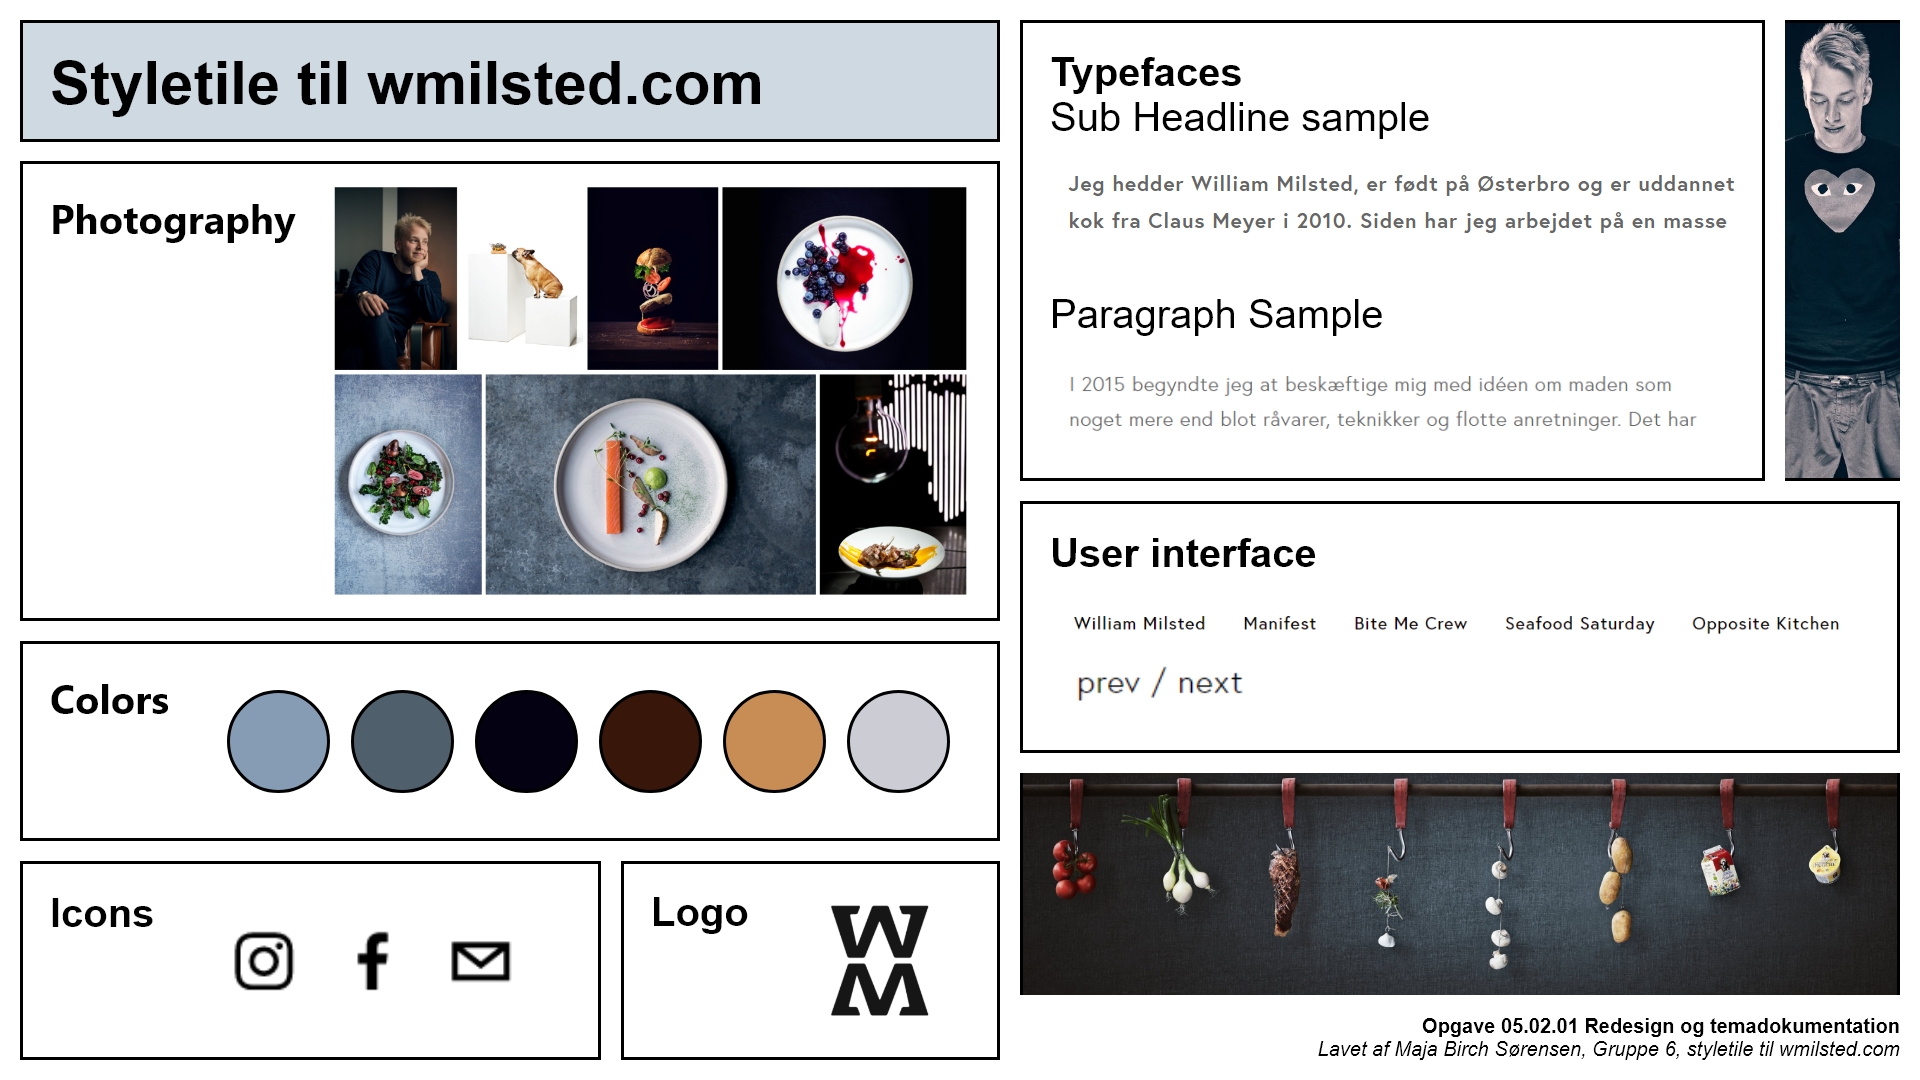 Styletile til wmilsted.com
Photography
Colors
Icons
Logo
W
M
Typefaces
Sub Headline sample
Jeg hedder William Milsted, er født på Østerbro og er uddannet
kok fra Claus Meyer i 2010. Siden har jeg arbejdet på en masse
Paragraph Sample
I 2015 begyndte jeg at beskæftige mig med idéen om maden som
noget mere end blot råvarer, teknikker og flotte anretninger. Det har
User interface
William Milsted Manifest Bite Me Crew Seafood Saturday Opposite Kitchen
prev / next
Opgave 05.02.01 Redesign og temadokumentation
Lavet af Maja Birch Sørensen, Gruppe 6, styletile til wmilsted.com